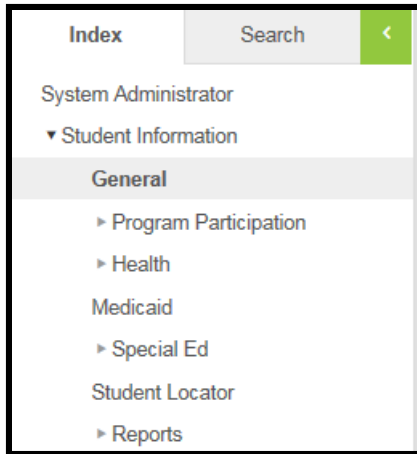 Index Search
System Administrator
Student Information
General
Program Participation
Health
Medicaid
Special Ed
Student Locator
Reports